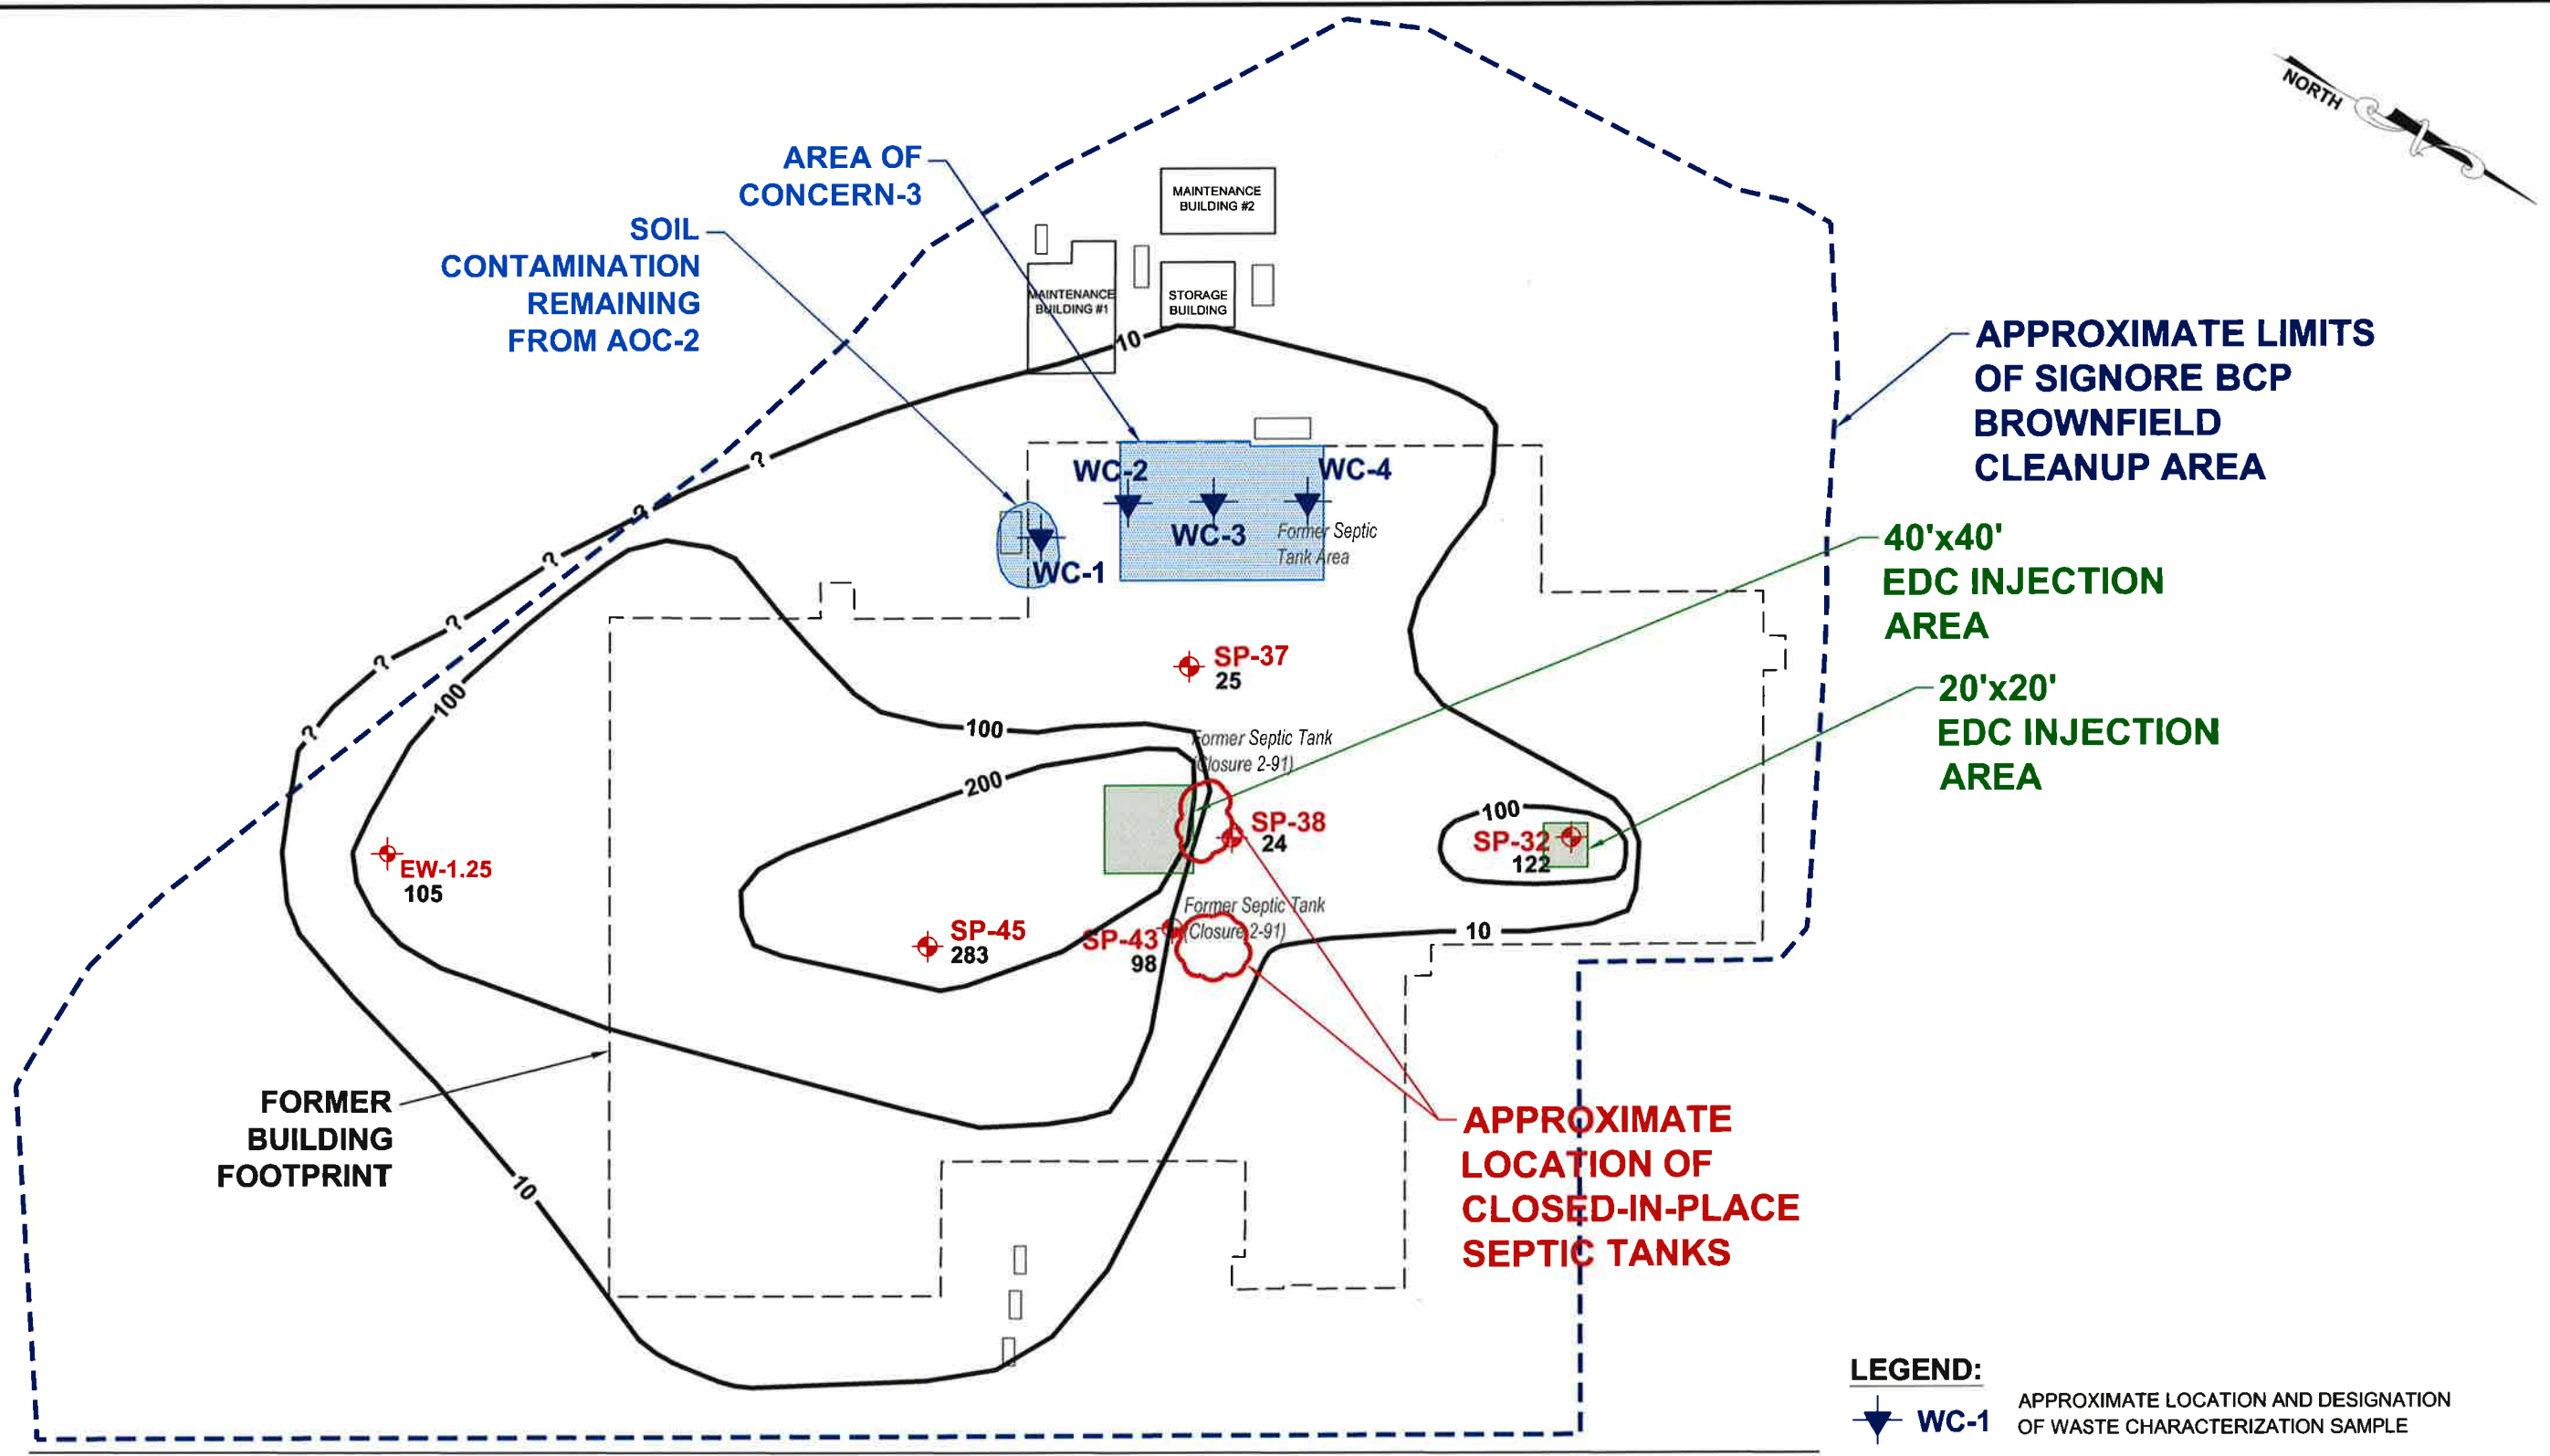 NORTH
AREA OF
CONCERN-3
MAINTENANCE
BUILDING #2
SOIL
CONTAMINATION
REMAINING
FROM AOC-2
MAINTENANCE
BUILDING #1
STORAGE
BUILDING
APPROXIMATE LIMITS
OF SIGNORE BCP
BROWNFIELD
CLEANUP AREA
10
?
?
?
?
?
?
WC-2
WC-4
WC-3
WC-1
Former Septic
Tank Area
40'x40'
EDC INJECTION
AREA
20'x20'
EDC INJECTION
AREA
SP-37
25
100
100
200
Former Septic Tank
(Closure 2-91)
SP-38
24
100
SP-32
122
EW-1.25
105
SP-45
283
Former Septic Tank
(Closure 2-91)
SP-43
98
10
FORMER
BUILDING
FOOTPRINT
10
APPROXIMATE
LOCATION OF
CLOSED-IN-PLACE
SEPTIC TANKS
LEGEND:
WC-1
APPROXIMATE LOCATION AND DESIGNATION
OF WASTE CHARACTERIZATION SAMPLE